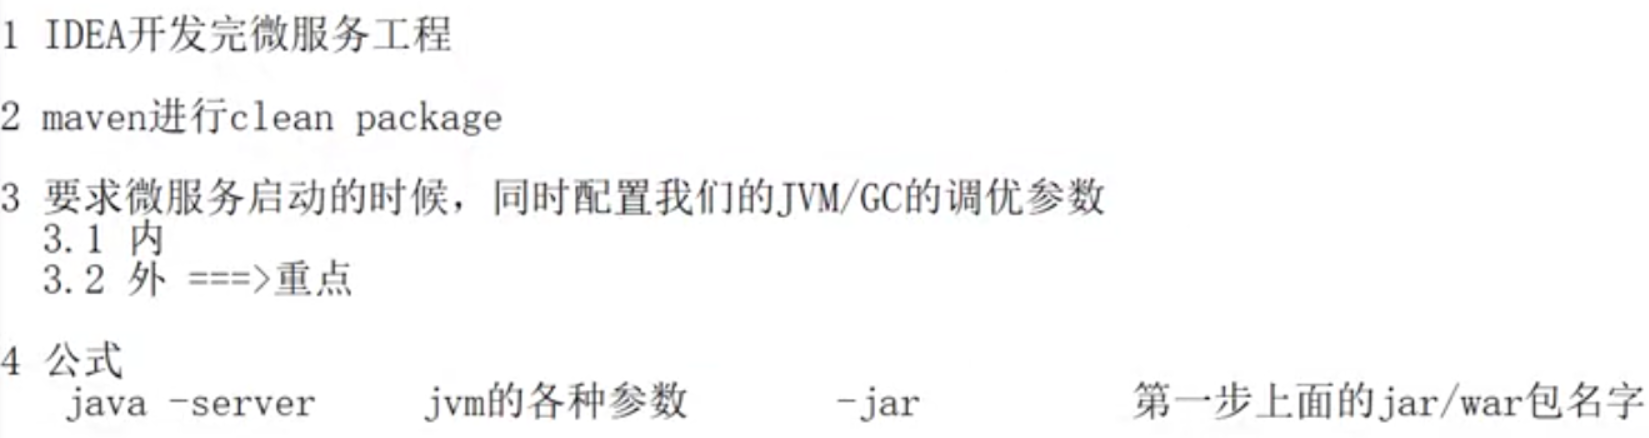 1 IDEA开发完微服务工程
2 maven进行clean package
3 要求微服务启动的时候，同时配置我们的JVM/GC的调优参数
3.1 内
3.2 外 ===>重点
4 公式
java -server jvm的各种参数 -jar 第一步上面的jar/war包名字